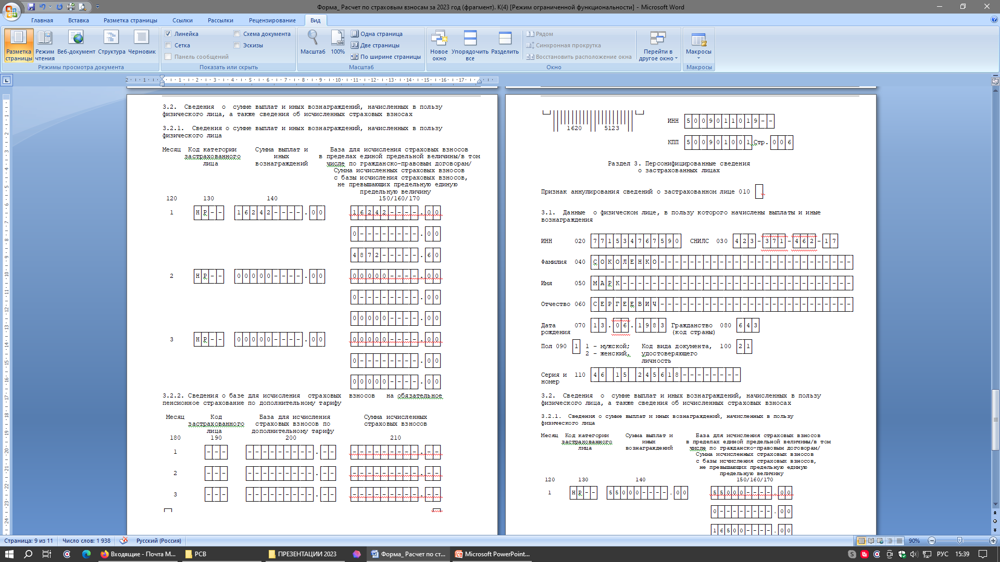 Форма_ Расчет по страховым взносам за 2023 год (фрагмент). К(4) [Режим ограниченной функциональности] - Microsoft Word
Главная Вставка Разметка страницы Ссылки Рассылки Рецензирование Вид
Разметка страницы
Режим чтения
Веб-документ
Структура
Черновик
Режимы просмотра документа
Линейка
Сетка
Панель сообщений
Схема документа
Эскизы
Показать или скрыть
Масштаб
100%
Одна страница
Две страницы
По ширине страницы
Масштаб
Новое окно
Упорядочить все
Разделить
Рядом
Синхронная прокрутка
Восстановить расположение окна
Перейти в другое окно
Окно
Макросы
Макросы
3.2. Сведения о сумме выплат и иных вознаграждений, начисленных в пользу
физического лица, а также сведения об исчисленных страховых взносах
3.2.1. Сведения о сумме выплат и иных вознаграждений, начисленных в пользу
физического лица
Месяц Код категории Сумма выплат и База для исчисления страховых взносов
застрахованного иных в пределах единой предельной величины/в том
лица вознаграждений числе по гражданско-правовым договорам/
Сумма исчисленных страховых взносов
с базы исчисления страховых взносов,
не превышающих предельную единую
предельную величину
120 130 140 150/160/170
1 НР-- 16242----.00 16242----.00
0--------.00
4872-----.60
2 НР-- 00000----.00 00000----.00
0--------.00
00000----.00
3 НР-- 00000----.00 00000----.00
0--------.00
00000----.00
3.2.2. Сведения о базе для исчисления страховых взносов на обязательное
пенсионное страхование по дополнительному тарифу
Месяц Код База для исчисления Сумма исчисленных
застрахованного страховых взносов по страховых взносов
лица дополнительному тарифу
180 190 200 210
1 --- ---------.-- ---------.--
2 --- ---------.-- ---------.--
3 --- ---------.-- ---------.--
1620 5123
ИНН 5009011019--
КПП 500901001 Стр. 006
Раздел 3. Персонифицированные сведения
о застрахованных лицах
Признак аннулирования сведений о застрахованном лице 010
3.1. Данные о физическом лице, в пользу которого начислены выплаты и иные
вознаграждения
ИНН 020 771534767590 СНИЛС 030 423-371-462-17
Фамилия 040 СОКОЛЕНКО--------------------------
Имя 050 МАРК-------------------------------
Отчество 060 СЕРГЕЕВИЧ--------------------------
Дата 070 13.06.1983 Гражданство 080 643
рождения (код страны)
Пол 090 1 1 - мужской; Код вида документа, 100 21
2 - женский. удостоверяющего
личность
Серия и 110 46 15 245618--------
номер
3.2. Сведения о сумме выплат и иных вознаграждений, начисленных в пользу
физического лица, а также сведения об исчисленных страховых взносах
3.2.1. Сведения о сумме выплат и иных вознаграждений, начисленных в пользу
физического лица
Месяц Код категории Сумма выплат и База для исчисления страховых взносов
застрахованного иных в пределах единой предельной величины/в том
лица вознаграждений числе по гражданско-правовым договорам/
Сумма исчисленных страховых взносов
с базы исчисления страховых взносов,
не превышающих предельную единую
предельную величину
120 130 140 150/160/170
1 НР-- 55000----.00 55000----.00
0--------.00
16500----.00
Страница: 9 из 11 Число слов: 1 938 Русский (Россия) 90%
Входящие - Почта М... РСВ ПРЕЗЕНТАЦИИ 2023 Форма_ Расчет по ст... Microsoft PowerPoint... РУС 15:39